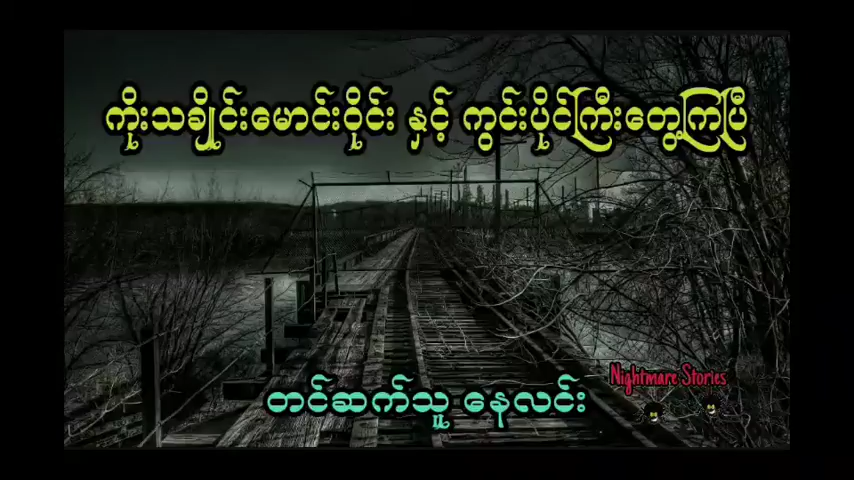 ကိုးသချိုင်းမောင်းဝိုင်း နှင့် ကွင်းပိုင်ကြီးတွေ့ကြပြီ
Nightmare Stories
တင်ဆက်သူ နေလင်း